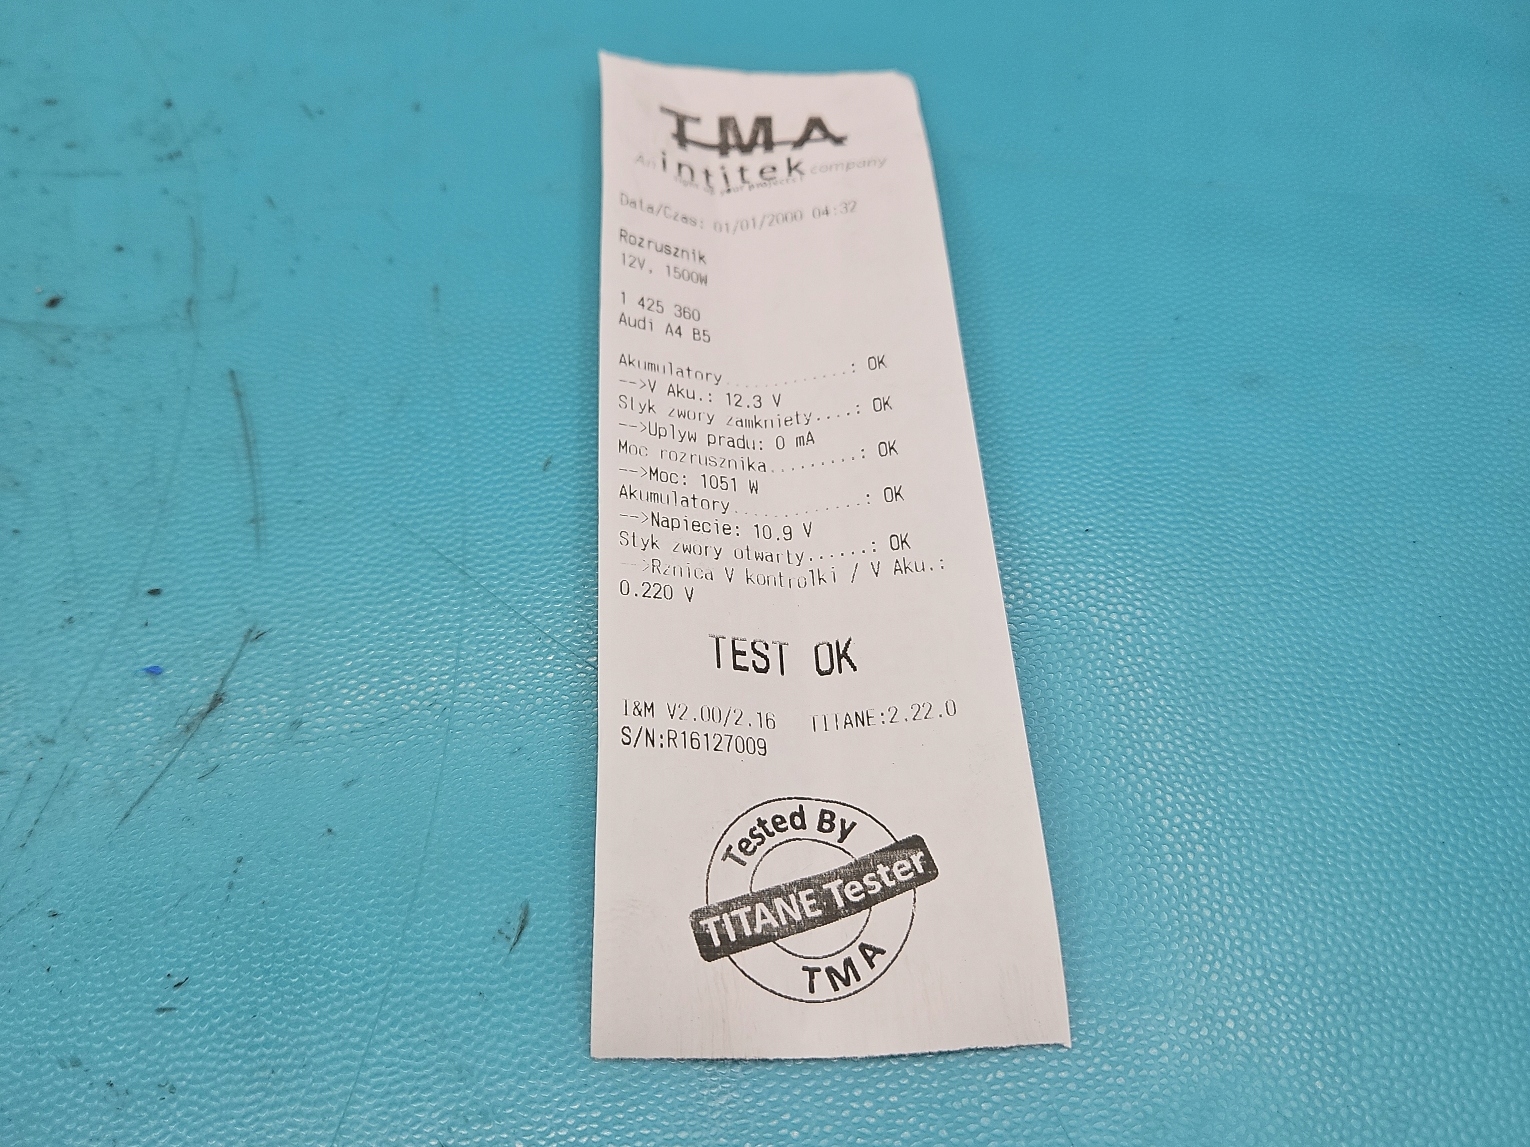 TMA
An intitek company
Data/Czas: 01/01/2000 04:32
Rozrusznik
12V, 1500W
1 425 360
Audi A4 B5
Akumulatory.............: OK
-->V Aku.: 12.3 V
Styk zwory zamkniety....: OK
-->Uplyw pradu: 0 mA
Moc rozrusznika.........: OK
-->Moc: 1051 W
Akumulatory.............: OK
-->Napiecie: 10.9 V
Styk zwory otwarty......: OK
-->Rznica V kontrolki / V Aku.:
0.220 V
TEST OK
I&M V2.00/2.16 TITANE:2.22.0
S/N:R16127009
Tested By
TITANE Tester
TMA